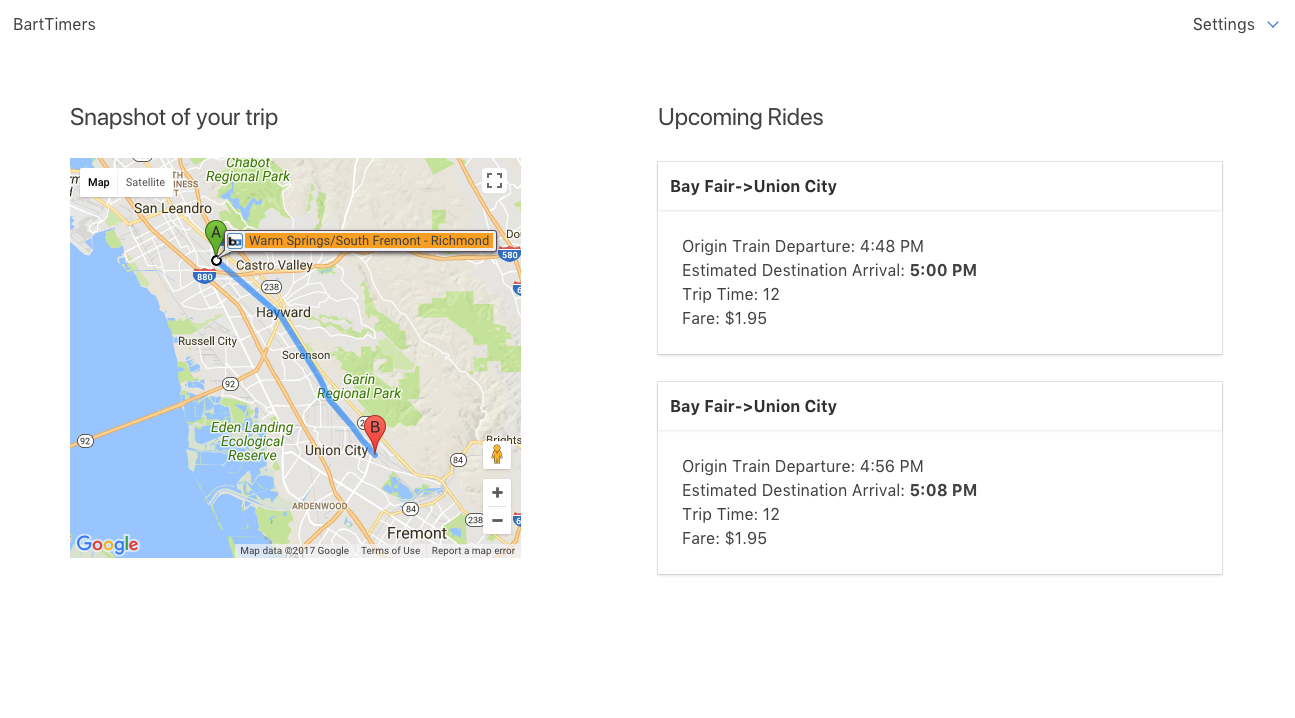 BartTimers
Settings
Snapshot of your trip
Map
Satellite
Chabot
Regional Park
San Leandro
A
Warm Springs/South Fremont - Richmond
580
880
Castro Valley
238
Hayward
Russell City
Sorenson
92
Garin
Regional Park
Eden Landing
Ecological
Reserve
92
B
Union City
84
ARDENWOOD
84
238
Fremont
Google
Map data ©2017 Google
Terms of Use
Report a map error
Upcoming Rides
Bay Fair->Union City
Origin Train Departure: 4:48 PM
Estimated Destination Arrival: 5:00 PM
Trip Time: 12
Fare: $1.95
Bay Fair->Union City
Origin Train Departure: 4:56 PM
Estimated Destination Arrival: 5:08 PM
Trip Time: 12
Fare: $1.95